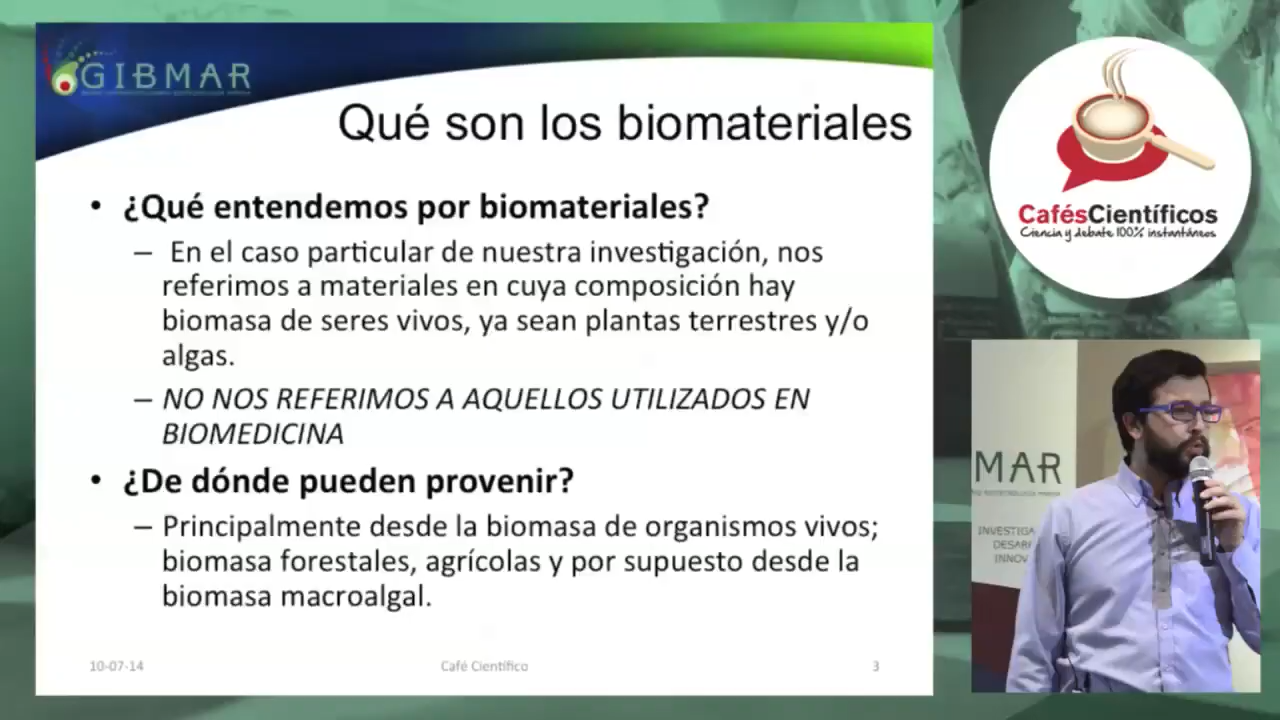 GIBMAR
Qué son los biomateriales
• ¿Qué entendemos por biomateriales?
– En el caso particular de nuestra investigación, nos
referimos a materiales en cuya composición hay
biomasa de seres vivos, ya sean plantas terrestres y/o
algas.
– NO NOS REFERIMOS A AQUELLOS UTILIZADOS EN
BIOMEDICINA
• ¿De dónde pueden provenir?
– Principalmente desde la biomasa de organismos vivos;
biomasa forestales, agrícolas y por supuesto desde la
biomasa macroalgal.
10-07-14
Café Científico
3
CafésCientíficos
Ciencia y debate 100% instantáneos
MAR
INVESTIGA
DESAR
INNOV